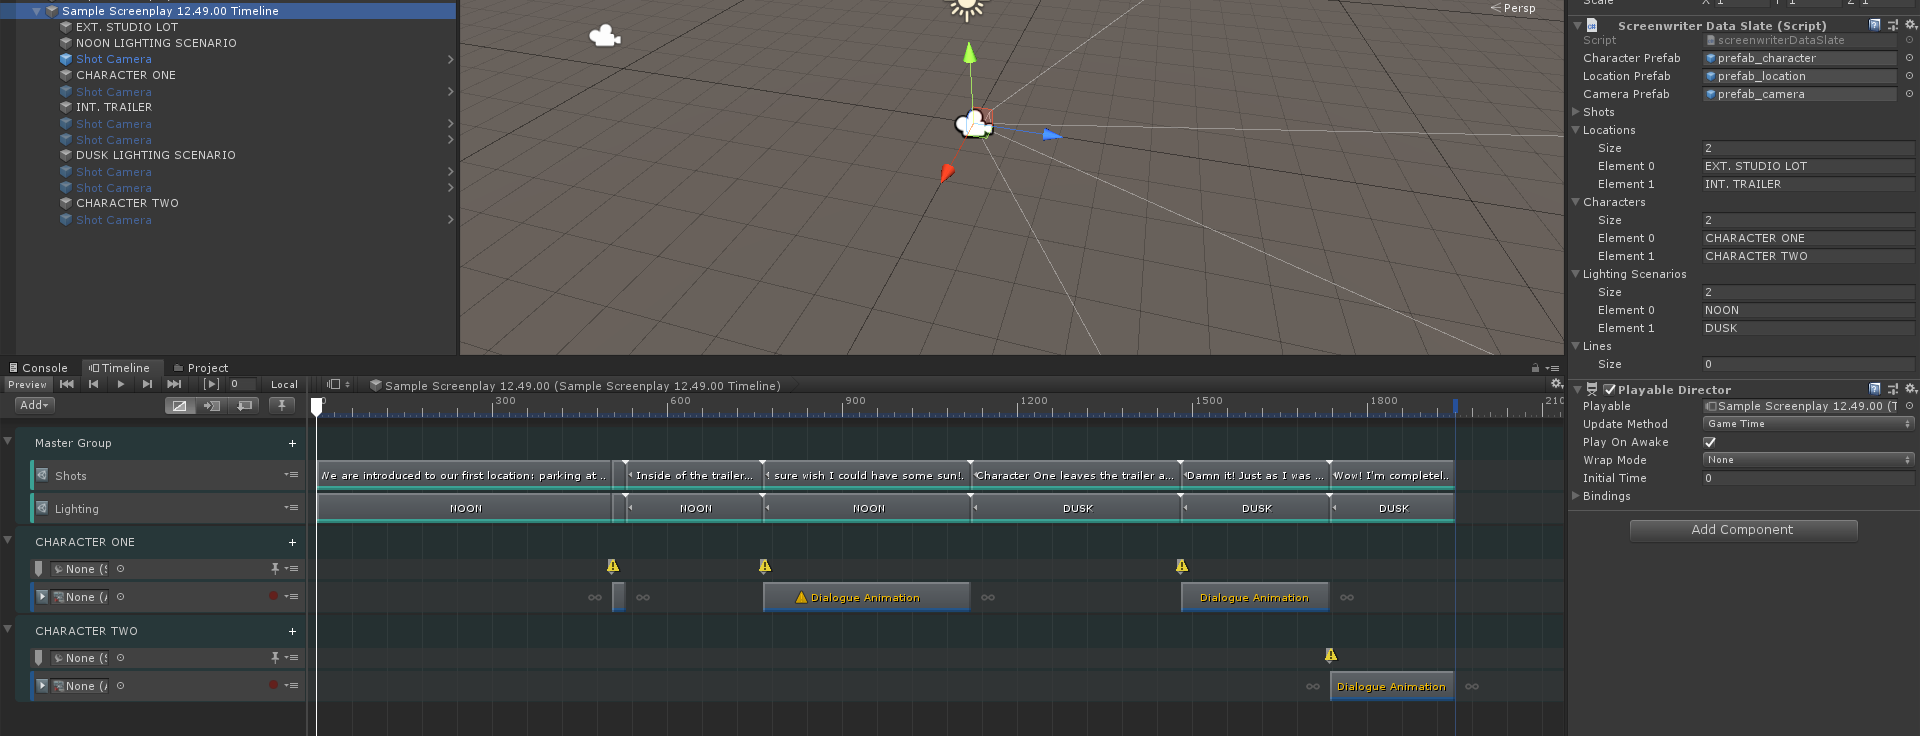 Sample Screenplay 12.49.00 Timeline
EXT. STUDIO LOT
NOON LIGHTING SCENARIO
Shot Camera
CHARACTER ONE
Shot Camera
INT. TRAILER
Shot Camera
Shot Camera
DUSK LIGHTING SCENARIO
Shot Camera
Shot Camera
CHARACTER TWO
Shot Camera
Persp
Scale X 1 Y 1 Z 1
Screenwriter Data Slate (Script)
Script screenwriterDataSlate
Character Prefab prefab_character
Location Prefab prefab_location
Camera Prefab prefab_camera
Shots
Locations
Size 2
Element 0 EXT. STUDIO LOT
Element 1 INT. TRAILER
Characters
Size 2
Element 0 CHARACTER ONE
Element 1 CHARACTER TWO
Lighting Scenarios
Size 2
Element 0 NOON
Element 1 DUSK
Lines
Size 0
Playable Director
Playable Sample Screenplay 12.49.00 (T
Update Method Game Time
Play On Awake
Wrap Mode None
Initial Time 0
Bindings
Add Component
Console Timeline Project
Preview 0 Local Sample Screenplay 12.49.00 (Sample Screenplay 12.49.00 Timeline)
Add 0 300 600 900 1200 1500 1800 210
Master Group +
Shots We are introduced to our first location: parking at .. Inside of the trailer... sure wish I could have some sun!. Character One leaves the trailer a... Damn it! Just as I was ... Wow! I'm completel..
Lighting NOON NOON NOON DUSK DUSK DUSK
CHARACTER ONE +
None (S
None (A Dialogue Animation Dialogue Animation
CHARACTER TWO +
None (S
None (A Dialogue Animation